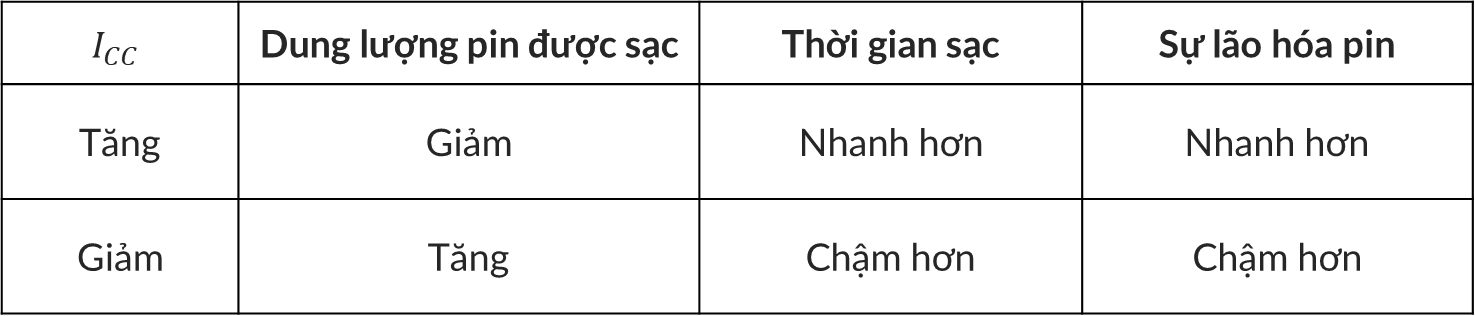 I_CC Dung lượng pin được sạc Thời gian sạc Sự lão hóa pin
Tăng Giảm Nhanh hơn Nhanh hơn
Giảm Tăng Chậm hơn Chậm hơn